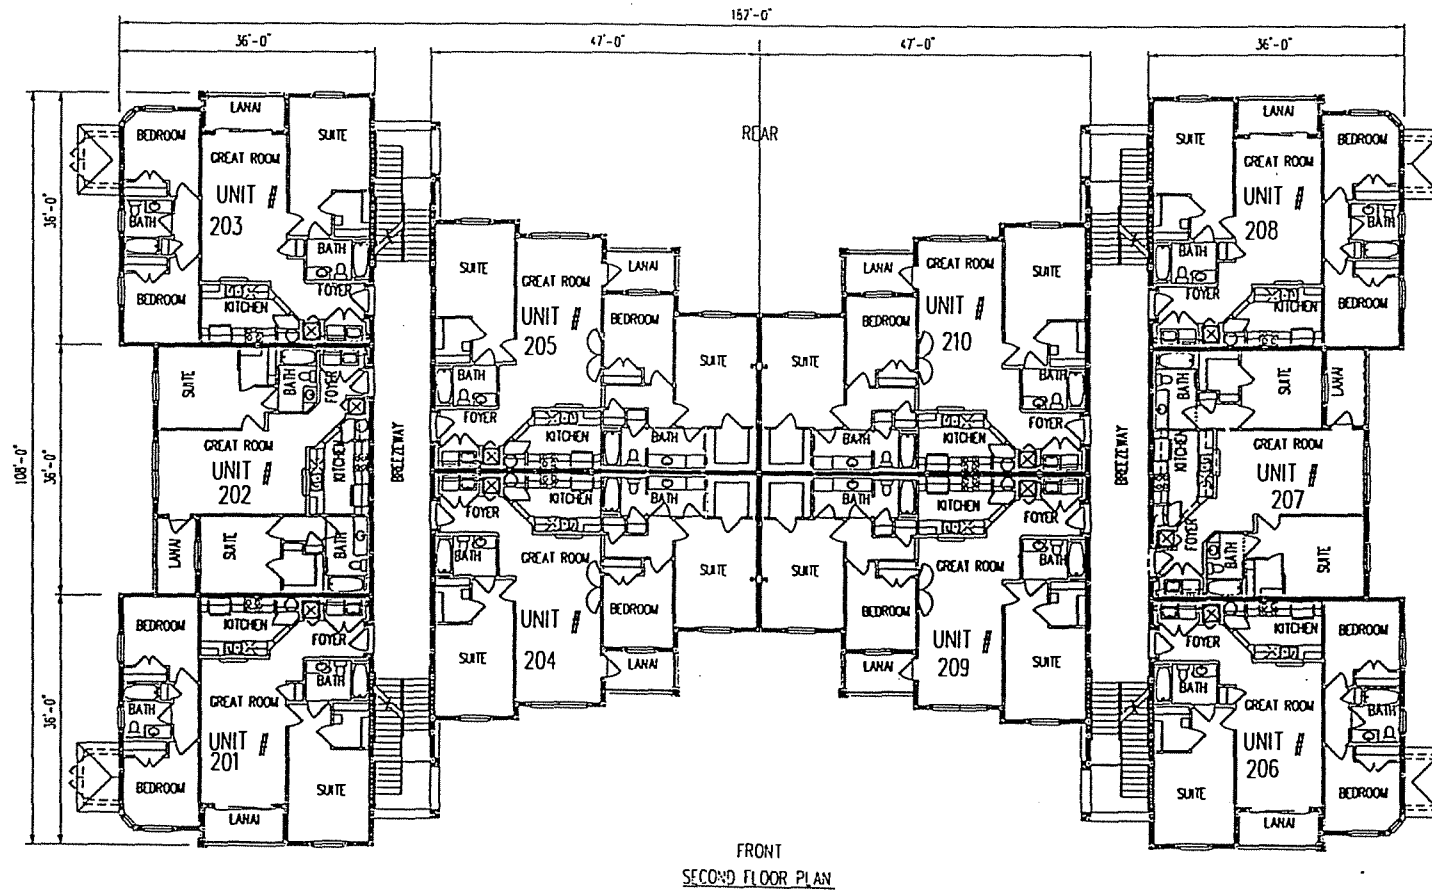 157'-0"
36'-0" 47'-0" 47'-0" 36'-0"
LANAI
BEDROOM
SUITE
GREAT ROOM
UNIT #
203
BATH
BATH
BEDROOM
FOYER
KITCHEN
36'-0"
REAR
SUITE
LANAI
GREAT ROOM
UNIT #
205
BEDROOM
SUITE
BATH
FOYER
KITCHEN
BATH
LANAI
GREAT ROOM
SUITE
UNIT #
210
BEDROOM
SUITE
BATH
FOYER
KITCHEN
BATH
LANAI
SUITE
BEDROOM
GREAT ROOM
UNIT #
208
BATH
BATH
FOYER
KITCHEN
BEDROOM
108'-0"
36'-0"
SUITE
BATH
FOYER
GREAT ROOM
UNIT #
202
KITCHEN
LANAI
SUITE
BATH
BREEZEWAY
BREEZEWAY
BATH
SUITE
LANAI
KITCHEN
GREAT ROOM
UNIT #
207
FOYER
BATH
SUITE
KITCHEN
BATH
FOYER
BATH
GREAT ROOM
SUITE
BEDROOM
UNIT #
204
SUITE
LANAI
BATH
KITCHEN
FOYER
BATH
GREAT ROOM
SUITE
BEDROOM
UNIT #
209
SUITE
LANAI
36'-0"
BEDROOM
KITCHEN
FOYER
BATH
BATH
GREAT ROOM
UNIT #
201
BEDROOM
SUITE
LANAI
FOYER
KITCHEN
BEDROOM
BATH
GREAT ROOM
BATH
UNIT #
206
SUITE
BEDROOM
LANAI
FRONT
SECOND FLOOR PLAN